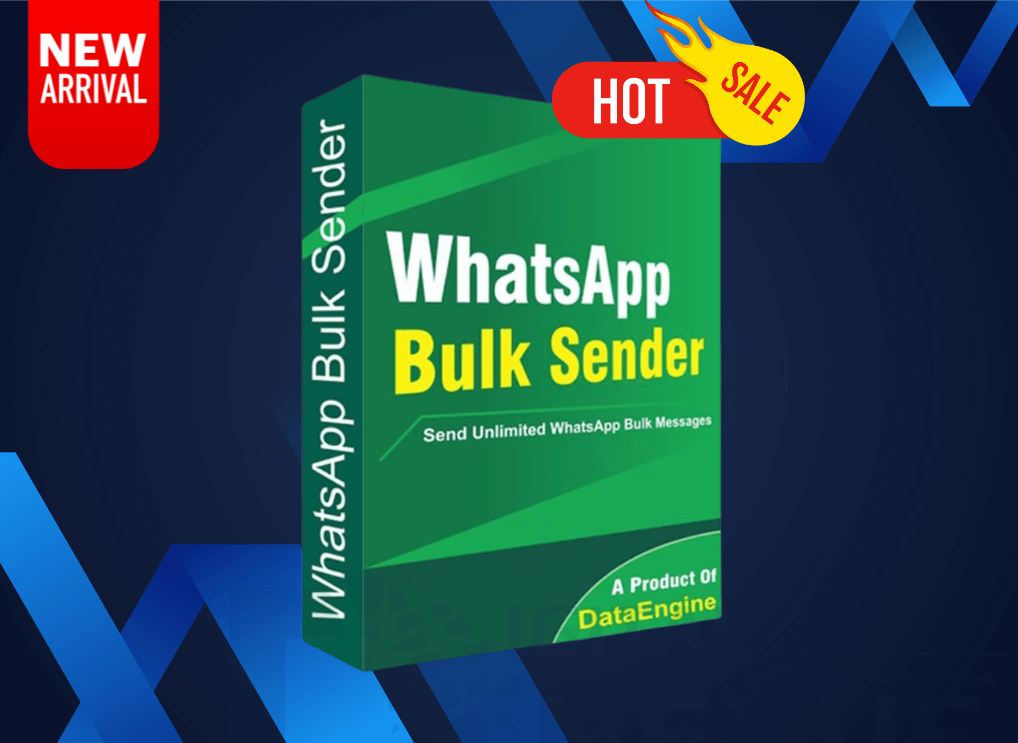 NEW
ARRIVAL
HOT
SALE
WhatsApp Bulk Sender
WhatsApp
Bulk Sender
Send Unlimited WhatsApp Bulk Messages
A Product Of
DataEngine